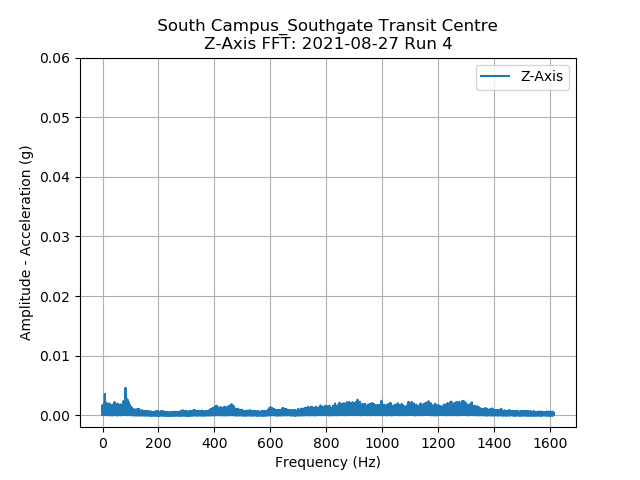 South Campus_Southgate Transit Centre
Z-Axis FFT: 2021-08-27 Run 4
Z-Axis
0.06
0.05
0.04
0.03
0.02
0.01
0.00
Amplitude - Acceleration (g)
0 200 400 600 800 1000 1200 1400 1600
Frequency (Hz)